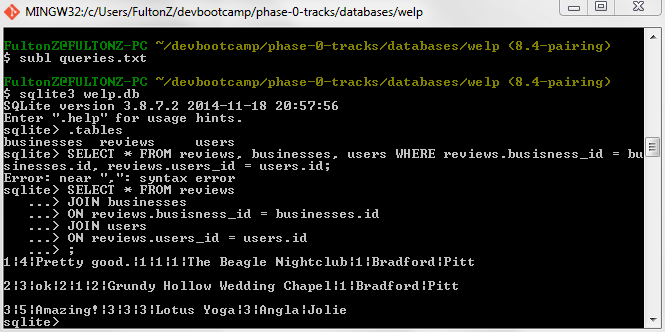 MINGW32:/c/Users/FultonZ/devbootcamp/phase-0-tracks/databases/welp
FultonZ@FULTONZ-PC ~/devbootcamp/phase-0-tracks/databases/welp (8.4-pairing)
$ subl queries.txt
FultonZ@FULTONZ-PC ~/devbootcamp/phase-0-tracks/databases/welp (8.4-pairing)
$ sqlite3 welp.db
SQLite version 3.8.7.2 2014-11-18 20:57:56
Enter ".help" for usage hints.
sqlite> .tables
businesses reviews users
sqlite> SELECT * FROM reviews, businesses, users WHERE reviews.busisness_id = bu
sinesses.id, reviews.users_id = users.id;
Error: near ",": syntax error
sqlite> SELECT * FROM reviews
...> JOIN businesses
...> ON reviews.busisness_id = businesses.id
...> JOIN users
...> ON reviews.users_id = users.id
...> ;
1|4|Pretty good.|1|1|1|The Beagle Nightclub|1|Bradford|Pitt
2|3|ok|2|1|2|Grundy Hollow Wedding Chapel|1|Bradford|Pitt
3|5|Amazing!|3|3|3|Lotus Yoga|3|Angla|Jolie
sqlite>